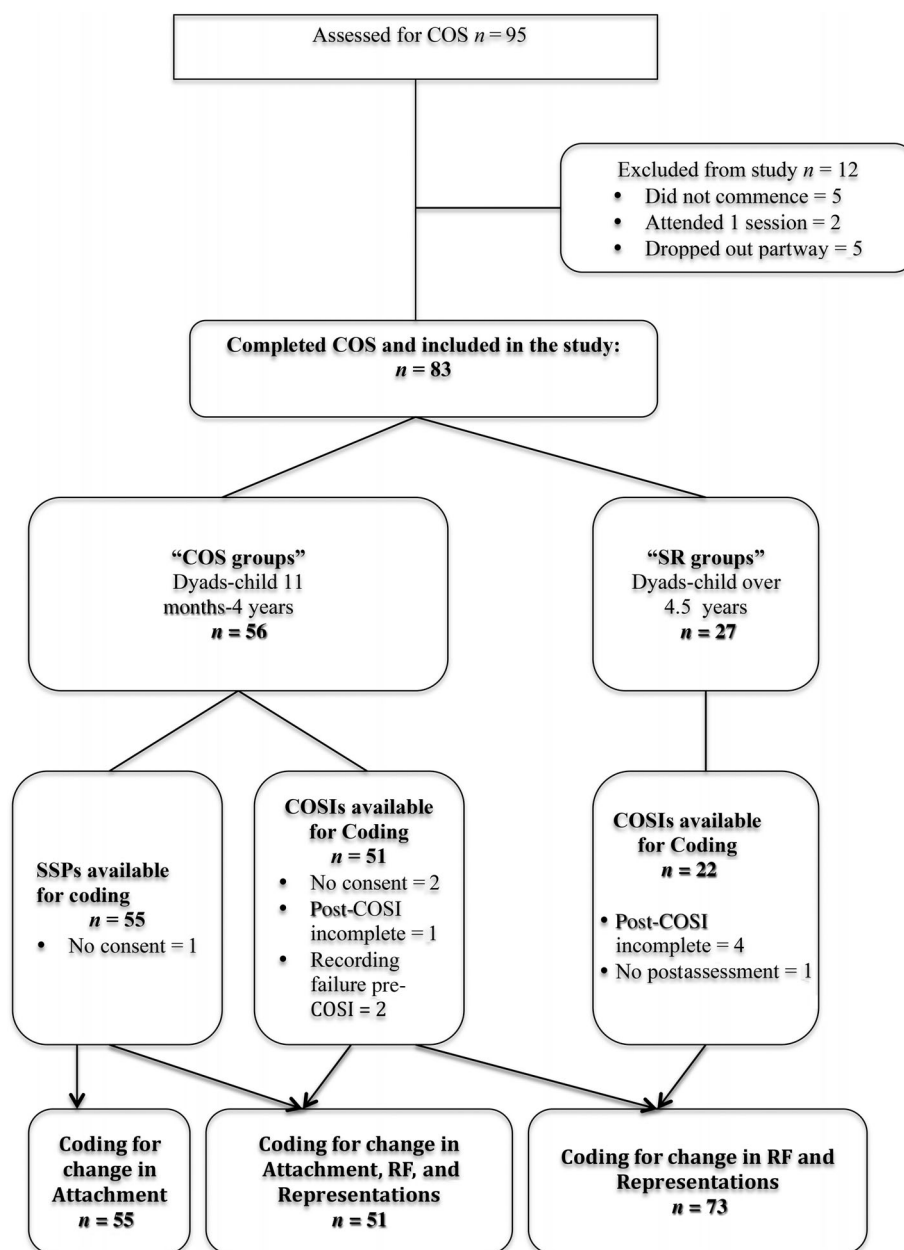 Assessed for COS n = 95
Excluded from study n = 12
• Did not commence = 5
• Attended 1 session = 2
• Dropped out partway = 5
Completed COS and included in the study:
n = 83
“COS groups”
Dyads-child 11
months-4 years
n = 56
“SR groups”
Dyads-child over
4.5 years
n = 27
SSPs available
for coding
n = 55
• No consent = 1
COSIs available
for Coding
n = 51
• No consent = 2
• Post-COSI
incomplete = 1
• Recording
failure pre-
COSI = 2
COSIs available
for Coding
n = 22
• Post-COSI
incomplete = 4
• No postassessment = 1
Coding for
change in
Attachment
n = 55
Coding for change in
Attachment, RF, and
Representations
n = 51
Coding for change in RF and
Representations
n = 73